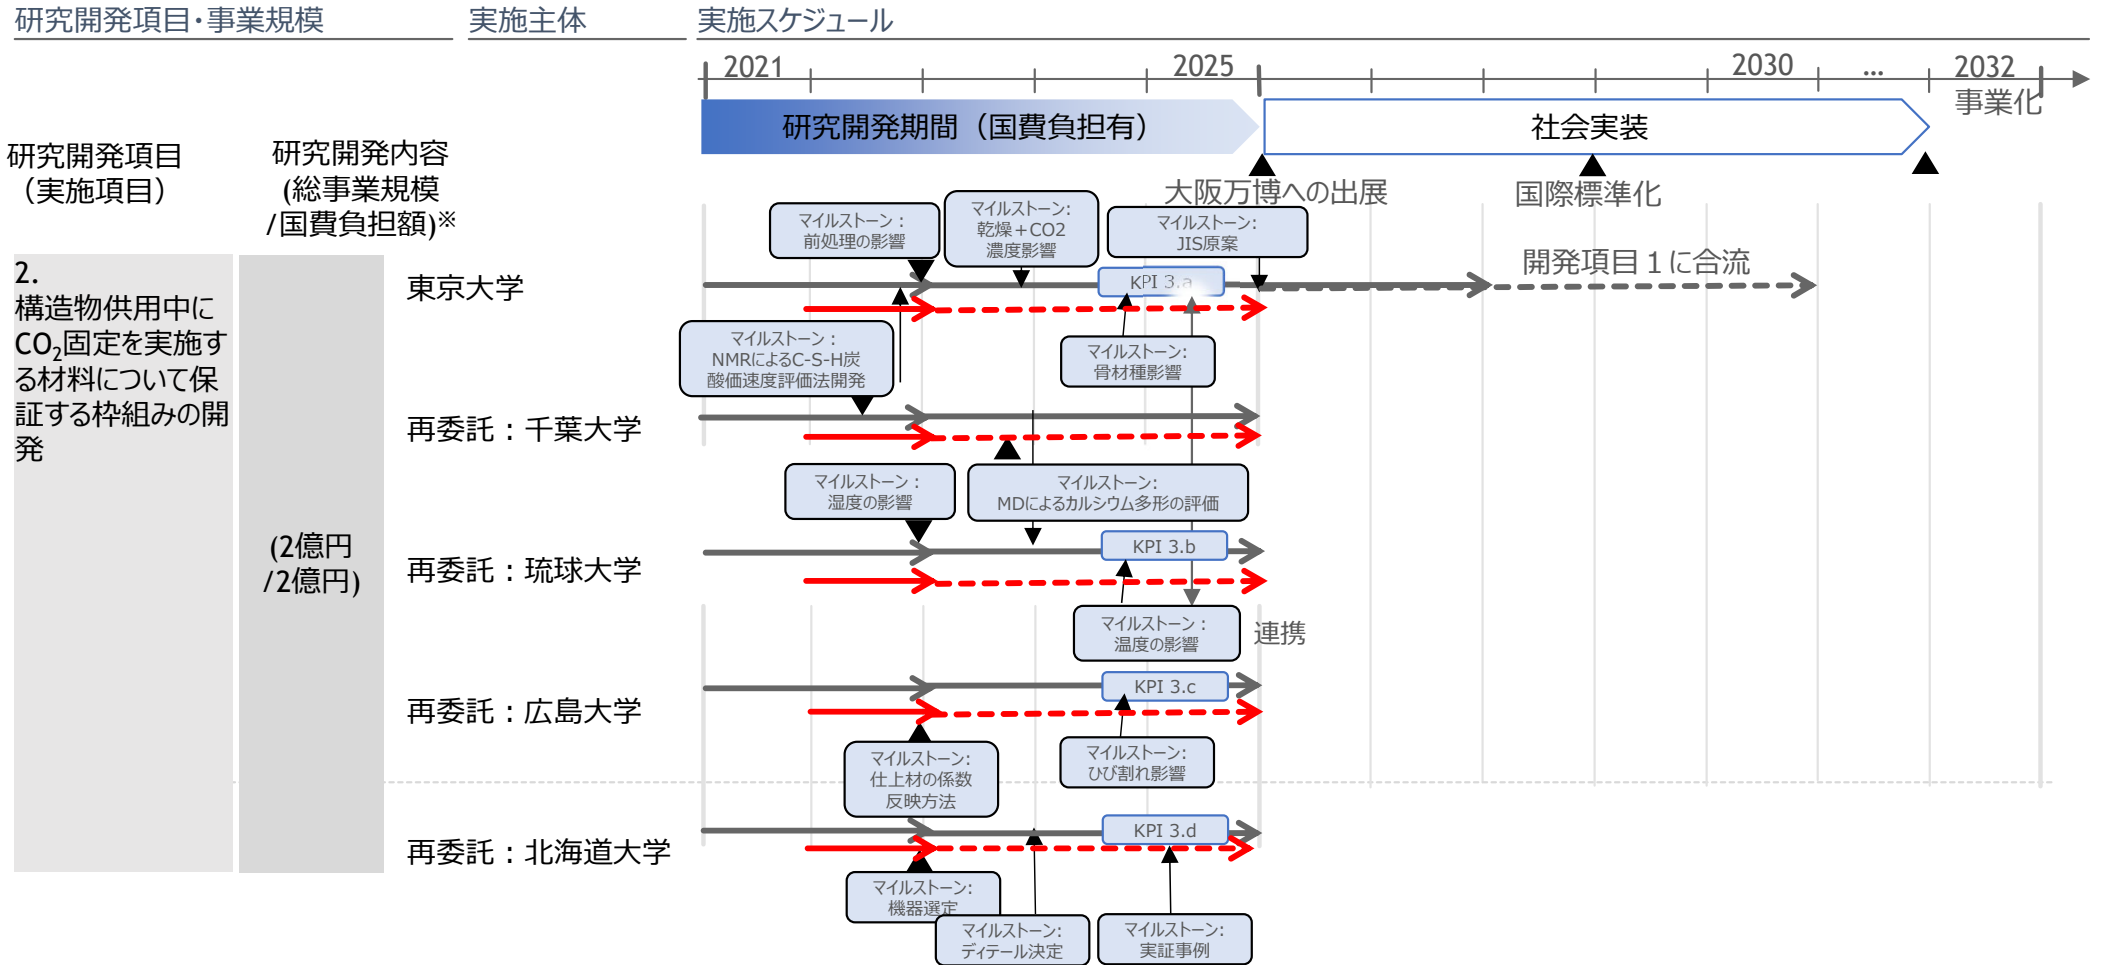 研究開発項目・事業規模
実施主体
実施スケジュール
2021
2025
2030
...
2032
事業化
研究開発期間（国費負担有）
社会実装
研究開発項目
（実施項目）
研究開発内容
(総事業規模
/国費負担額)※
大阪万博への出展
国際標準化
マイルストーン：
前処理の影響
マイルストーン:
乾燥＋CO2
濃度影響
マイルストーン:
JIS原案
2.
構造物供用中に
CO2固定を実施す
る材料について保
証する枠組みの開
発
(2億円
/2億円)
東京大学
KPI 3.a
開発項目１に合流
マイルストーン：
NMRによるC-S-H炭
酸価速度評価法開発
マイルストーン:
骨材種影響
再委託：千葉大学
マイルストーン：
湿度の影響
マイルストーン:
MDによるカルシウム多形の評価
再委託：琉球大学
KPI 3.b
マイルストーン：
温度の影響
連携
再委託：広島大学
KPI 3.c
マイルストーン:
仕上材の係数
反映方法
マイルストーン:
ひび割れ影響
再委託：北海道大学
KPI 3.d
マイルストーン:
機器選定
マイルストーン:
ディテール決定
マイルストーン:
実証事例